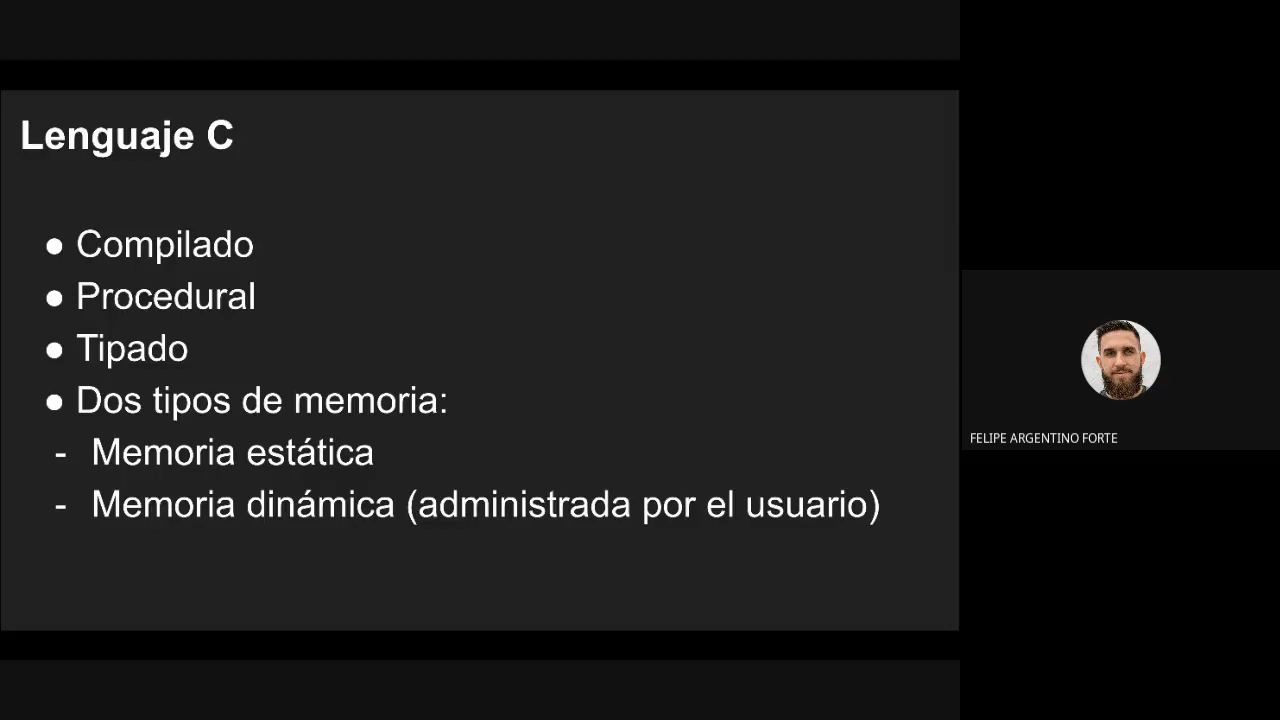 Lenguaje C
● Compilado
● Procedural
● Tipado
● Dos tipos de memoria:
- Memoria estática
- Memoria dinámica (administrada por el usuario)
FELIPE ARGENTINO FORTE